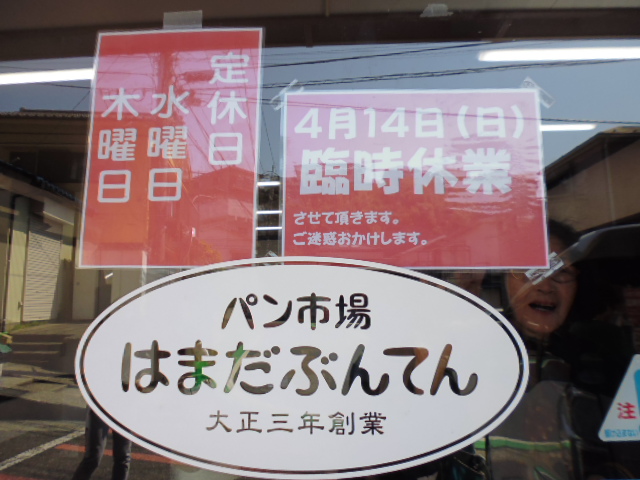 定休日
水曜日
木曜日
4月14日(日)
臨時休業
させて頂きます。
ご迷惑おかけします。
パン市場
はまだぶんてん
大正三年創業
注